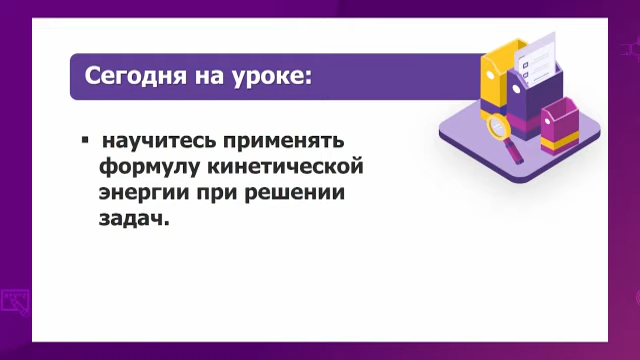 Сегодня на уроке:
▪ научитесь применять
формулу кинетической
энергии при решении
задач.